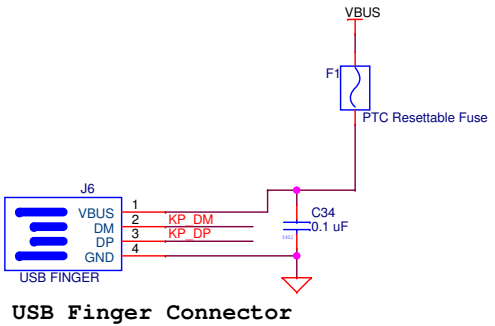 VBUS
F1
PTC Resettable Fuse
J6
VBUS 1
DM 2 KP_DM
DP 3 KP_DP
GND 4
C34
0.1 uF
0402
USB FINGER
USB Finger Connector